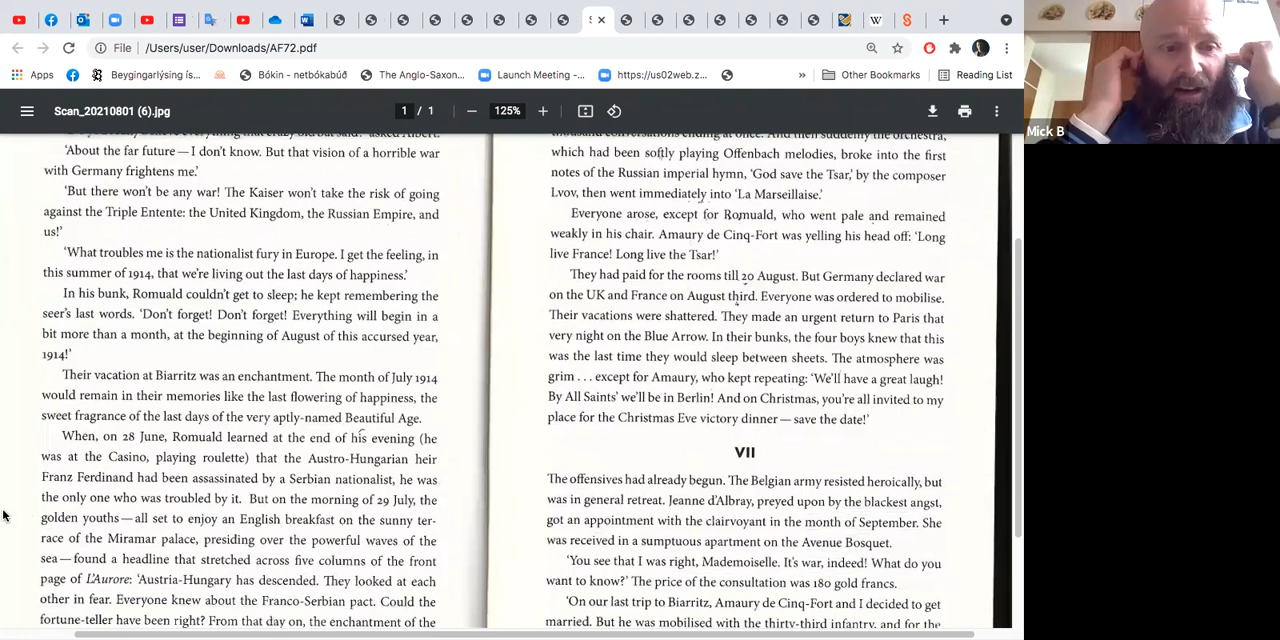 File /Users/user/Downloads/AF72.pdf
Apps Beygingarlýsing ís... Bókin - netbókabúð The Anglo-Saxon... Launch Meeting -... https://us02web.z... » Other Bookmarks Reading List
Scan_20210801 (6).jpg 1 / 1 125%
Mick B
‘About the far future—I don't know. But that vision of a horrible war
with Germany frightens me.’
‘But there won't be any war! The Kaiser won't take the risk of going
against the Triple Entente: the United Kingdom, the Russian Empire, and
us!’
‘What troubles me is the nationalist fury in Europe. I get the feeling, in
this summer of 1914, that we're living out the last days of happiness.’
In his bunk, Romuald couldn't get to sleep; he kept remembering the
seer's last words. ‘Don't forget! Don't forget! Everything will begin in a
bit more than a month, at the beginning of August of this accursed year,
1914!’
Their vacation at Biarritz was an enchantment. The month of July 1914
would remain in their memories like the last flowering of happiness, the
sweet fragrance of the last days of the very aptly-named Beautiful Age.
When, on 28 June, Romuald learned at the end of his evening (he
was at the Casino, playing roulette) that the Austro-Hungarian heir
Franz Ferdinand had been assassinated by a Serbian nationalist, he was
the only one who was troubled by it. But on the morning of 29 July, the
golden youths—all set to enjoy an English breakfast on the sunny ter-
race of the Miramar palace, presiding over the powerful waves of the
sea—found a headline that stretched across five columns of the front
page of L'Aurore: ‘Austria-Hungary has descended. They looked at each
other in fear. Everyone knew about the Franco-Serbian pact. Could the
fortune-teller have been right? From that day on, the enchantment of the
thousand conversations ending at once. And then suddenly the orchestra,
which had been softly playing Offenbach melodies, broke into the first
notes of the Russian imperial hymn, ‘God save the Tsar,’ by the composer
Lvov, then went immediately into ‘La Marseillaise.’
Everyone arose, except for Romuald, who went pale and remained
weakly in his chair. Amaury de Cinq-Fort was yelling his head off: ‘Long
live France! Long live the Tsar!’
They had paid for the rooms till 20 August. But Germany declared war
on the UK and France on August third. Everyone was ordered to mobilise.
Their vacations were shattered. They made an urgent return to Paris that
very night on the Blue Arrow. In their bunks, the four boys knew that this
was the last time they would sleep between sheets. The atmosphere was
grim . . . except for Amaury, who kept repeating: ‘We'll have a great laugh!
By All Saints’ we'll be in Berlin! And on Christmas, you're all invited to my
place for the Christmas Eve victory dinner—save the date!’
VII
The offensives had already begun. The Belgian army resisted heroically, but
was in general retreat. Jeanne d'Albray, preyed upon by the blackest angst,
got an appointment with the clairvoyant in the month of September. She
was received in a sumptuous apartment on the Avenue Bosquet.
‘You see that I was right, Mademoiselle. It's war, indeed! What do you
want to know?’ The price of the consultation was 180 gold francs.
‘On our last trip to Biarritz, Amaury de Cinq-Fort and I decided to get
married. But he was mobilised with the thirty-third infantry, and for the